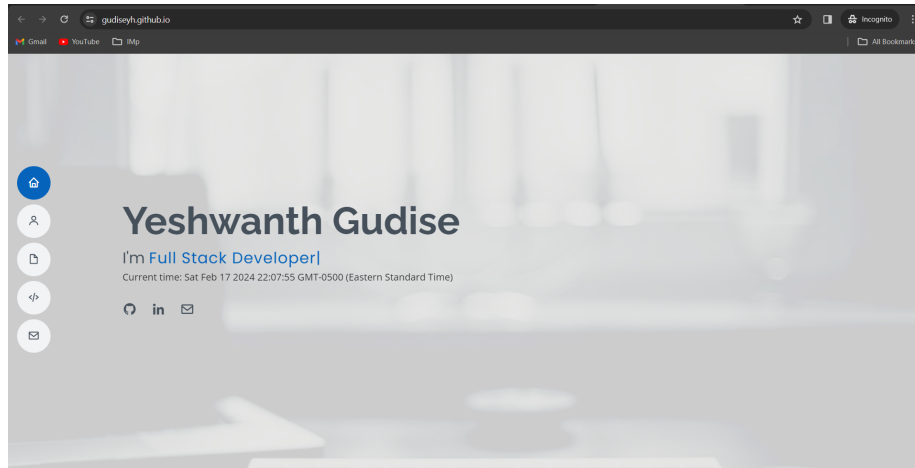 gudiseyh.github.io
Incognito
Gmail YouTube IMp
All Bookmark
Yeshwanth Gudise
I'm Full Stack Developer|
Current time: Sat Feb 17 2024 22:07:55 GMT-0500 (Eastern Standard Time)
in